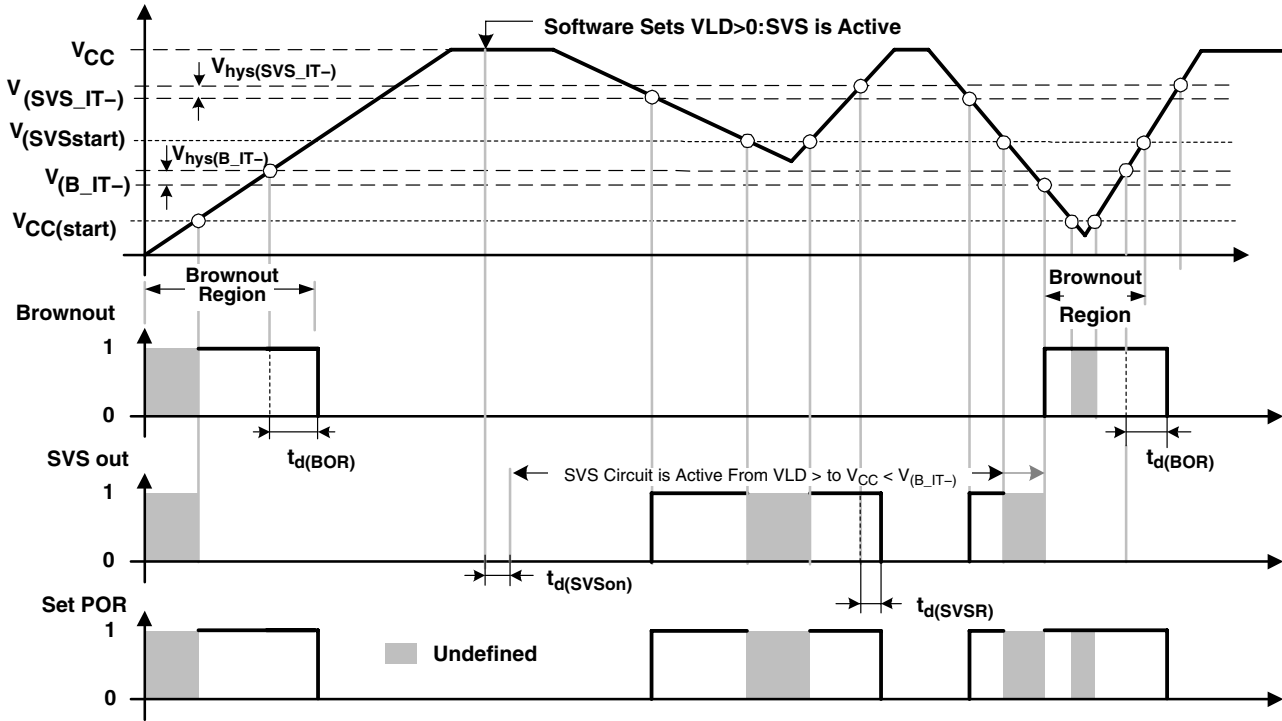 Software Sets VLD>0:SVS is Active
VCC
Vhys(SVS_IT−)
V(SVS_IT−)
V(SVSstart)
Vhys(B_IT−)
V(B_IT−)
VCC(start)
Brownout
Region
Brownout
Region
Brownout
1
0
td(BOR)
td(BOR)
SVS out
SVS Circuit is Active From VLD > to VCC < V(B_IT−)
1
0
td(SVSon)
td(SVSR)
Set POR
1
Undefined
0